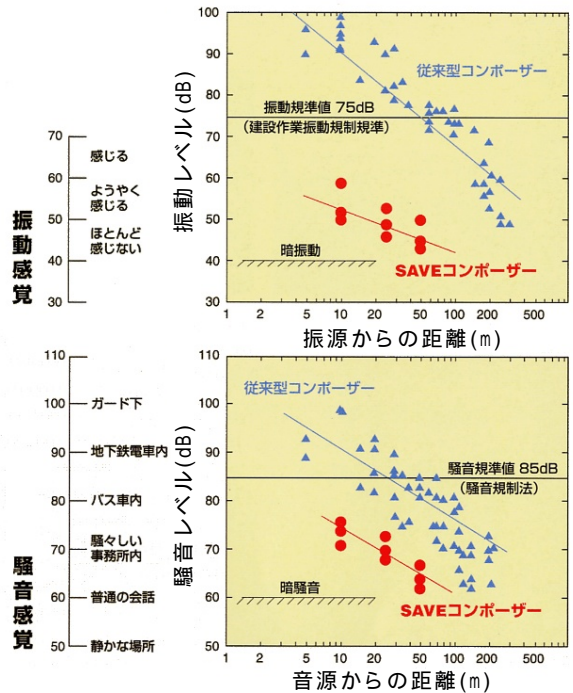 振動感覚
70
60
50
40
30
感じる
ようやく
感じる
ほとんど
感じない
振動レベル(dB)
100
90
80
70
60
50
40
30
従来型コンポーザー
振動規準値 75dB
(建設作業振動規制規準)
暗振動
SAVEコンポーザー
1 2 5 10 20 50 100 200 500
振源からの距離(m)
騒音感覚
110
100
90
80
70
60
50
ガード下
地下鉄電車内
バス車内
騒々しい
事務所内
普通の会話
静かな場所
騒音レベル(dB)
110
100
90
80
70
60
50
従来型コンポーザー
騒音規準値 85dB
(騒音規制法)
暗騒音
SAVEコンポーザー
1 2 5 10 20 50 100 200 500
音源からの距離(m)